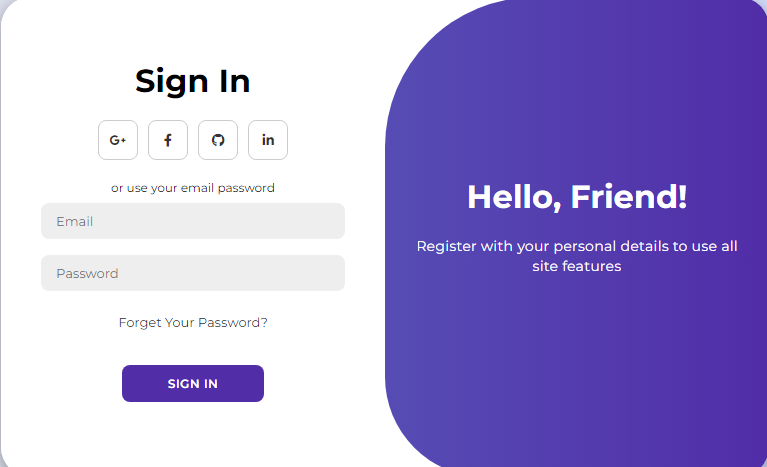 Sign In
G+
f
in
or use your email password
Email
Password
Forget Your Password?
SIGN IN
Hello, Friend!
Register with your personal details to use all
site features